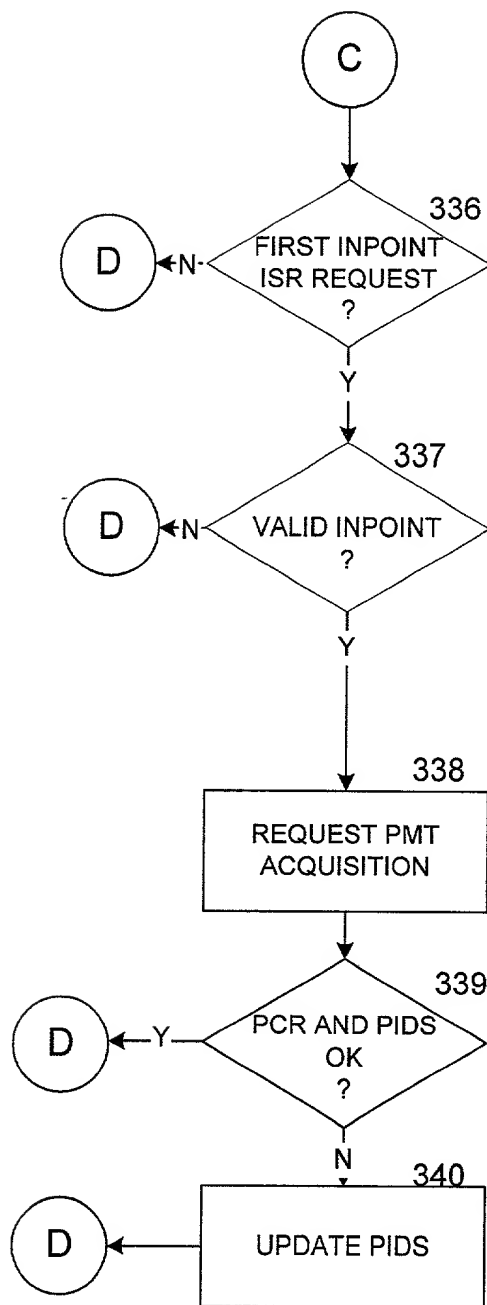 C
336
FIRST INPOINT
ISR REQUEST
?
N
D
Y
337
VALID INPOINT
?
N
D
Y
338
REQUEST PMT
ACQUISITION
339
PCR AND PIDS
OK
?
Y
D
N
340
UPDATE PIDS
D